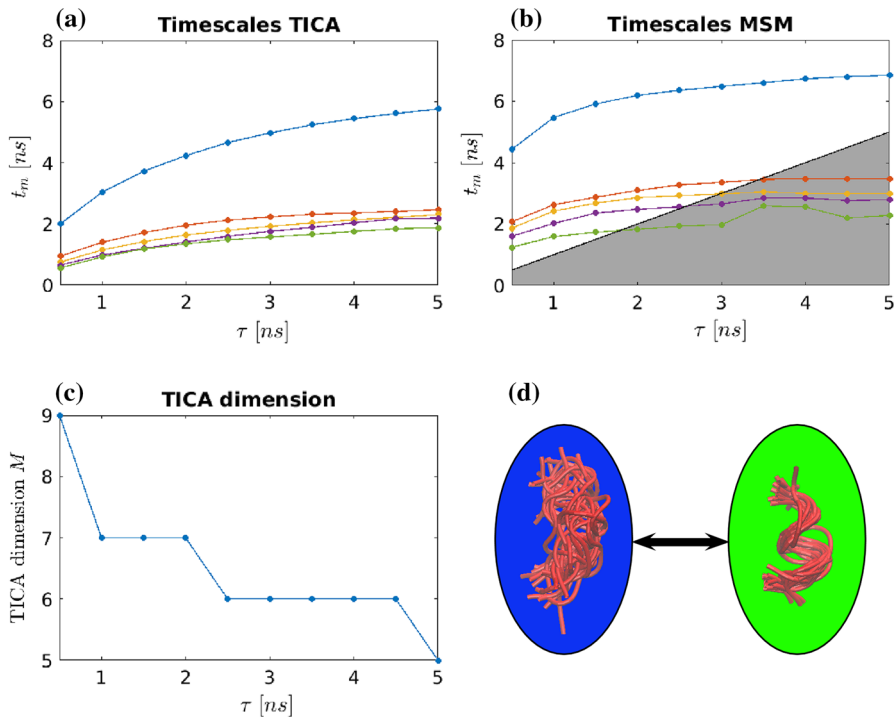 (a)
Timescales TICA
8
6
4
2
0
t_m [ns]
1 2 3 4 5
τ [ns]
(b)
Timescales MSM
8
6
4
2
0
t_m [ns]
1 2 3 4 5
τ [ns]
(c)
TICA dimension
9
8
7
6
5
TICA dimension M
1 2 3 4 5
τ [ns]
(d)